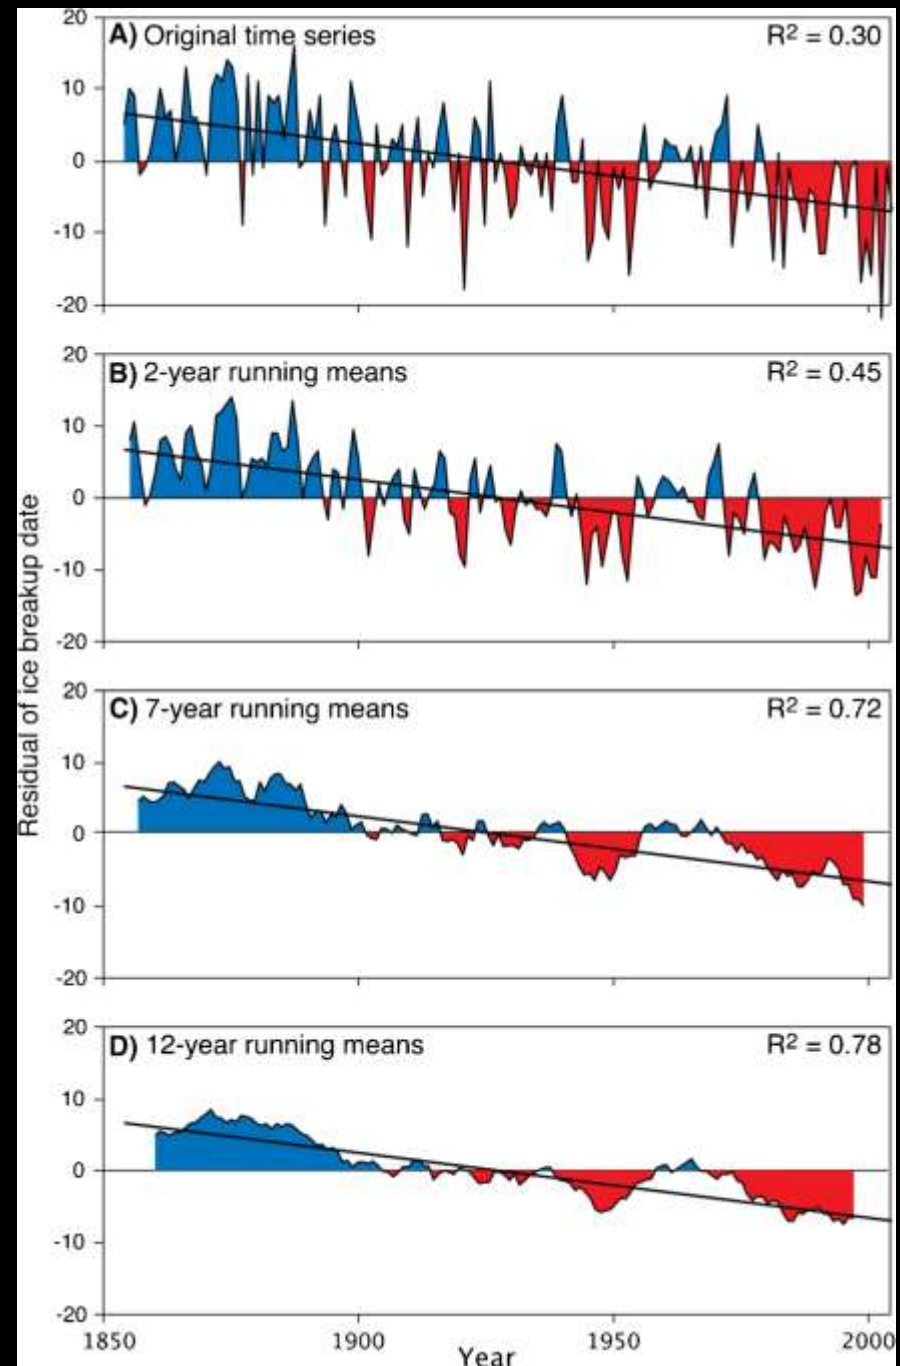 Residual of ice breakup date
A) Original time series
R² = 0.30
20
10
0
-10
-20
B) 2-year running means
R² = 0.45
20
10
0
-10
-20
C) 7-year running means
R² = 0.72
20
10
0
-10
-20
D) 12-year running means
R² = 0.78
20
10
0
-10
-20
1850 1900 1950 2000
Year